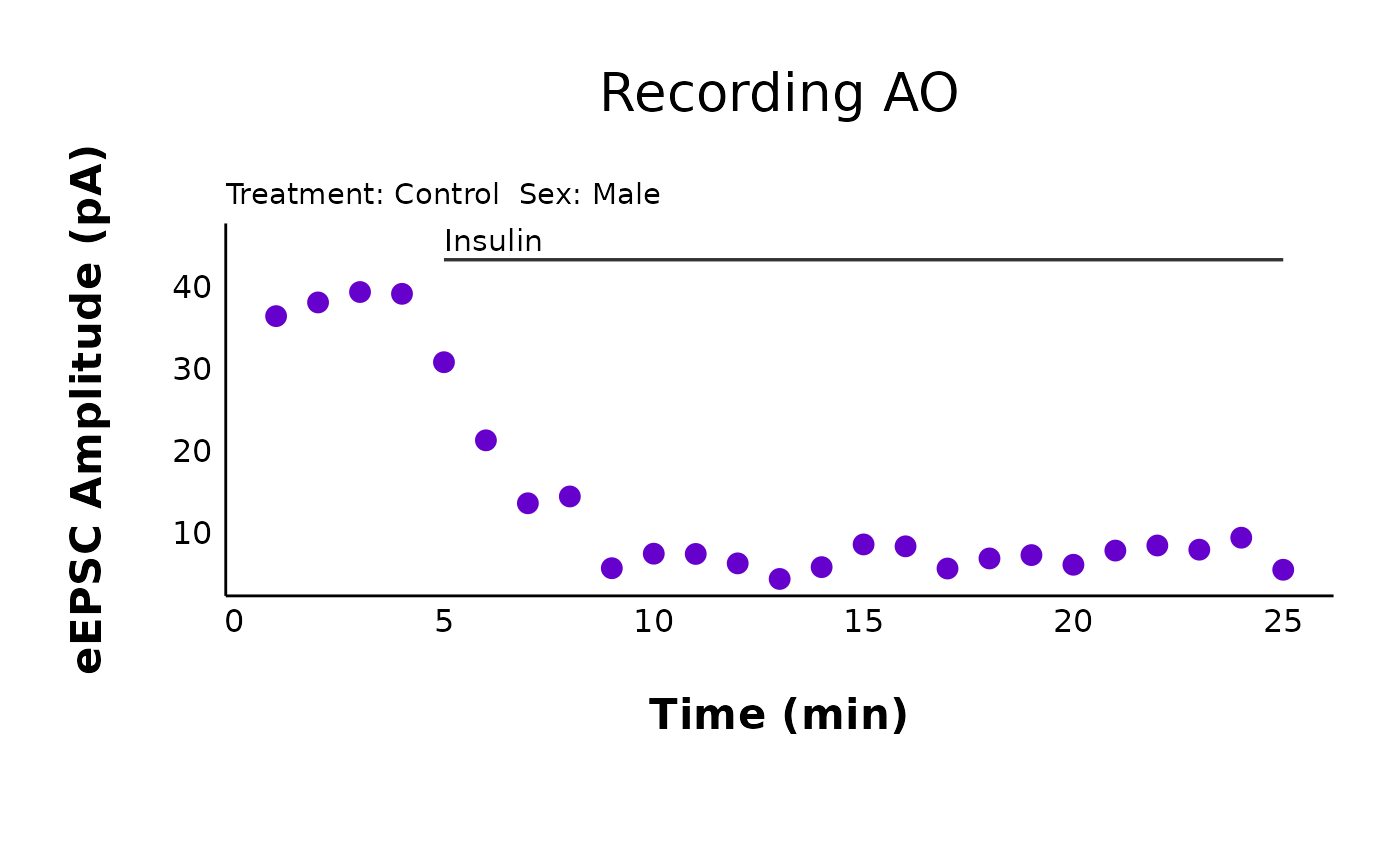 Recording AO
Treatment: Control  Sex: Male
Insulin
eEPSC Amplitude (pA)
40
30
20
10
0 5 10 15 20 25
Time (min)